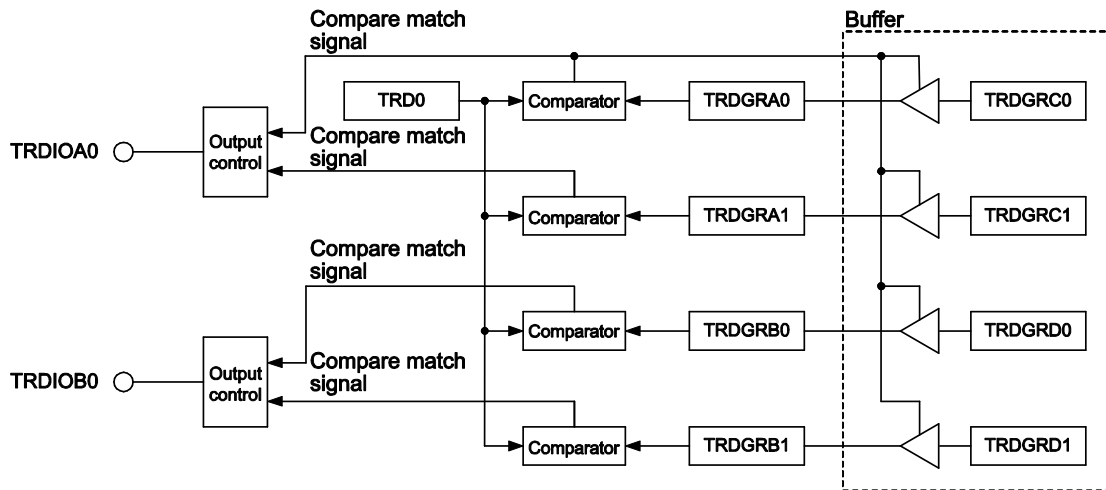 Compare match
signal
Buffer
TRD0
Comparator
TRDGRA0
TRDGRC0
TRDIOA0
Output
control
Compare match
signal
Comparator
TRDGRA1
TRDGRC1
Compare match
signal
Comparator
TRDGRB0
TRDGRD0
TRDIOB0
Output
control
Compare match
signal
Comparator
TRDGRB1
TRDGRD1